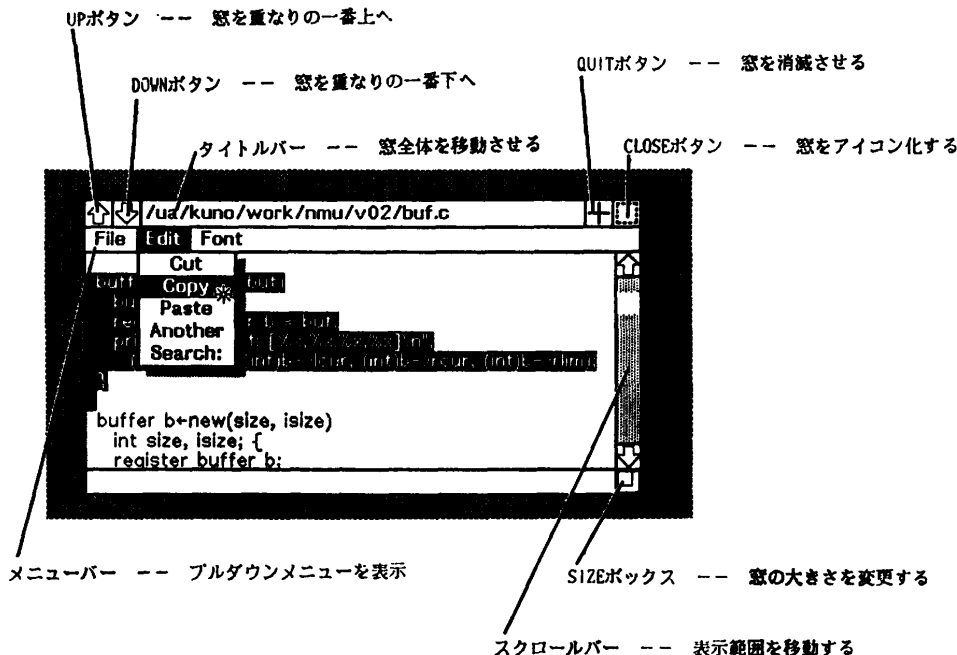 UPボタン －－ 窓を重なりの一番上へ
QUITボタン －－ 窓を消滅させる
DOWNボタン －－ 窓を重なりの一番下へ
タイトルバー －－ 窓全体を移動させる
CLOSEボタン －－ 窓をアイコン化する
/ua/kuno/work/nmu/v02/buf.c
File Edit Font
Cut
Copy
Paste
Another
Search:
buffer b←new(size, isize)
int size, isize; {
register buffer b;
メニューバー －－ プルダウンメニューを表示
SIZEボックス －－ 窓の大きさを変更する
スクロールバー －－ 表示範囲を移動する